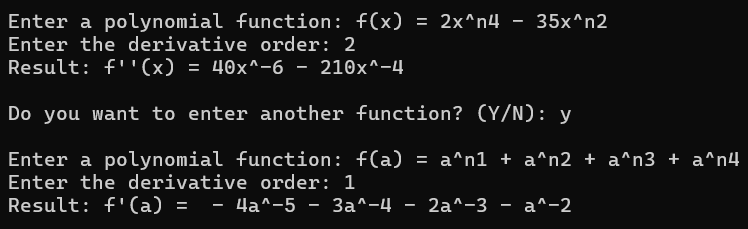 Enter a polynomial function: f(x) = 2x^n4 - 35x^n2
Enter the derivative order: 2
Result: f''(x) = 40x^-6 - 210x^-4
Do you want to enter another function? (Y/N): y
Enter a polynomial function: f(a) = a^n1 + a^n2 + a^n3 + a^n4
Enter the derivative order: 1
Result: f'(a) =  - 4a^-5 - 3a^-4 - 2a^-3 - a^-2